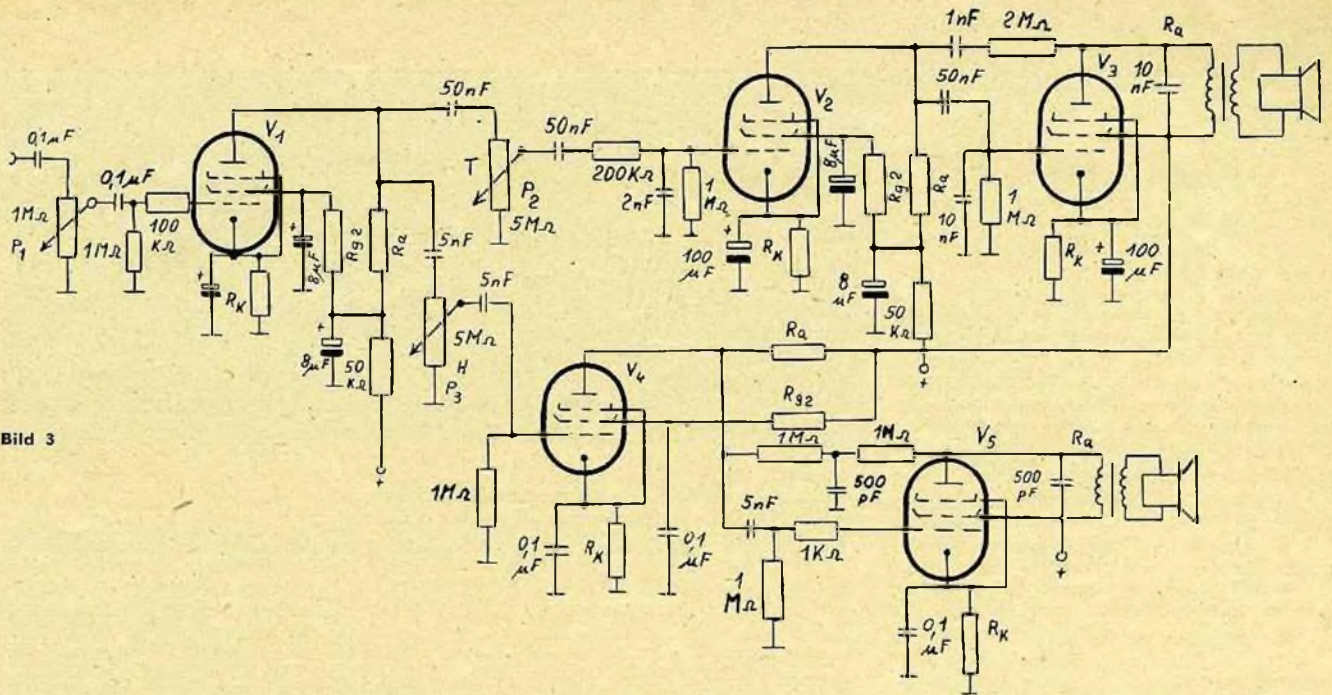 0,1µF
1MΩ
P1
0,1µF
1MΩ
100
KΩ
V1
+
RK
+
8µF
Rg2
Ra
+
8µF
50
KΩ
+
50nF
T
P2
5MΩ
5nF
5MΩ
H
P3
5nF
50nF
200KΩ
2nF
1
MΩ
V2
100
µF
+
RK
8µF
Rg2
Ra
8
µF
50
KΩ
+
1nF
2MΩ
50nF
10
nF
1
MΩ
V3
Ra
10
nF
RK
+
100
µF
Bild 3
1MΩ
V4
0,1
µF
RK
0,1
µF
Ra
Rg2
1MΩ
1MΩ
500
pF
5nF
1
MΩ
1KΩ
V5
0,1
µF
RK
Ra
500
pF
+